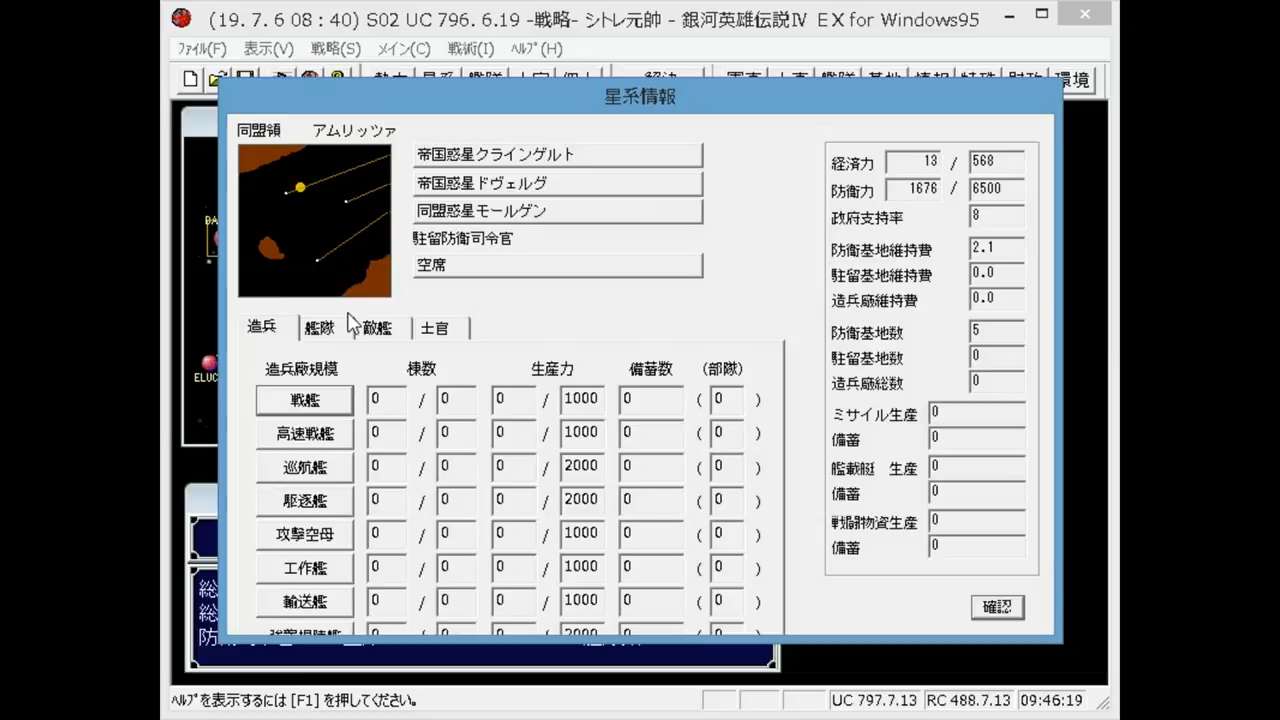 (19. 7. 6 08 : 40) S02 UC 796. 6.19 -戦略- シトレ元帥 - 銀河英雄伝説Ⅳ EX for Windows95
ﾌｧｲﾙ(F) 表示(V) 戦略(S) メイン(C) 戦術(I) ﾍﾙﾌﾟ(H)
環境
星系情報
同盟領 アムリッツァ
帝国惑星クラインゲルト
帝国惑星ドヴェルグ
同盟惑星モールゲン
駐留防衛司令官
空席
経済力 13 / 568
防衛力 1676 / 6500
政府支持率 8
防衛基地維持費 2.1
駐留基地維持費 0.0
造兵廠維持費 0.0
防衛基地数 5
駐留基地数 0
造兵廠総数 0
ミサイル生産 0
備蓄 0
艦載艇 生産 0
備蓄 0
戦闘物資生産 0
備蓄 0
確認
造兵 艦隊 敵艦 士官
造兵廠規模 棟数 生産力 備蓄数 (部隊)
戦艦 0 / 0 0 / 1000 0 ( 0 )
高速戦艦 0 / 0 0 / 1000 0 ( 0 )
巡航艦 0 / 0 0 / 2000 0 ( 0 )
駆逐艦 0 / 0 0 / 2000 0 ( 0 )
攻撃空母 0 / 0 0 / 1000 0 ( 0 )
工作艦 0 / 0 0 / 1000 0 ( 0 )
輸送艦 0 / 0 0 / 1000 0 ( 0 )
ELUC
総
総
防
ﾍﾙﾌﾟを表示するには [F1] を押してください。
UC 797.7.13 RC 488.7.13 09:46:19